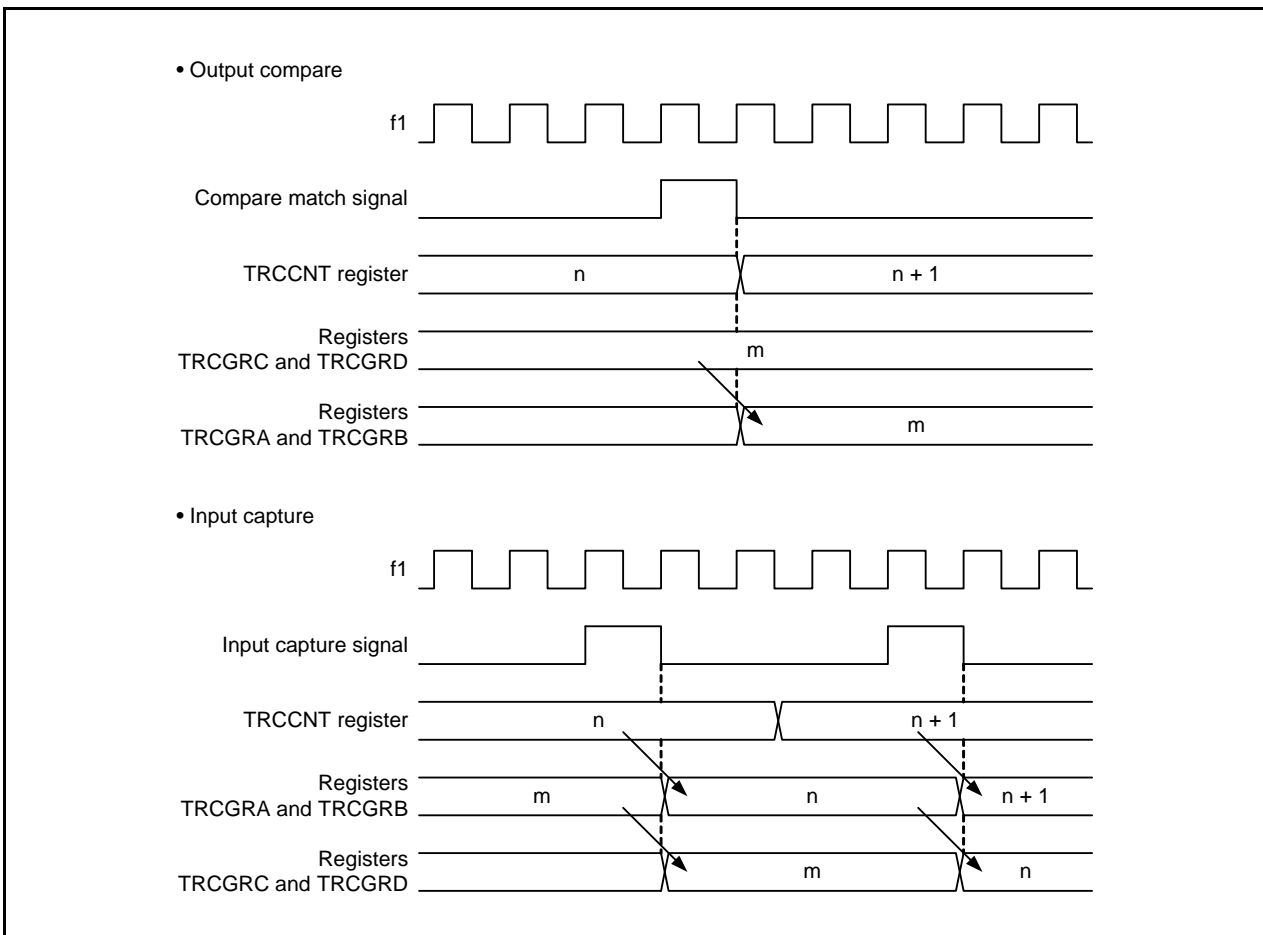 • Output compare
f1
Compare match signal
TRCCNT register
n
n + 1
Registers
TRCGRC and TRCGRD
m
Registers
TRCGRA and TRCGRB
m
• Input capture
f1
Input capture signal
TRCCNT register
n
n + 1
Registers
TRCGRA and TRCGRB
m
n
n + 1
Registers
TRCGRC and TRCGRD
m
n